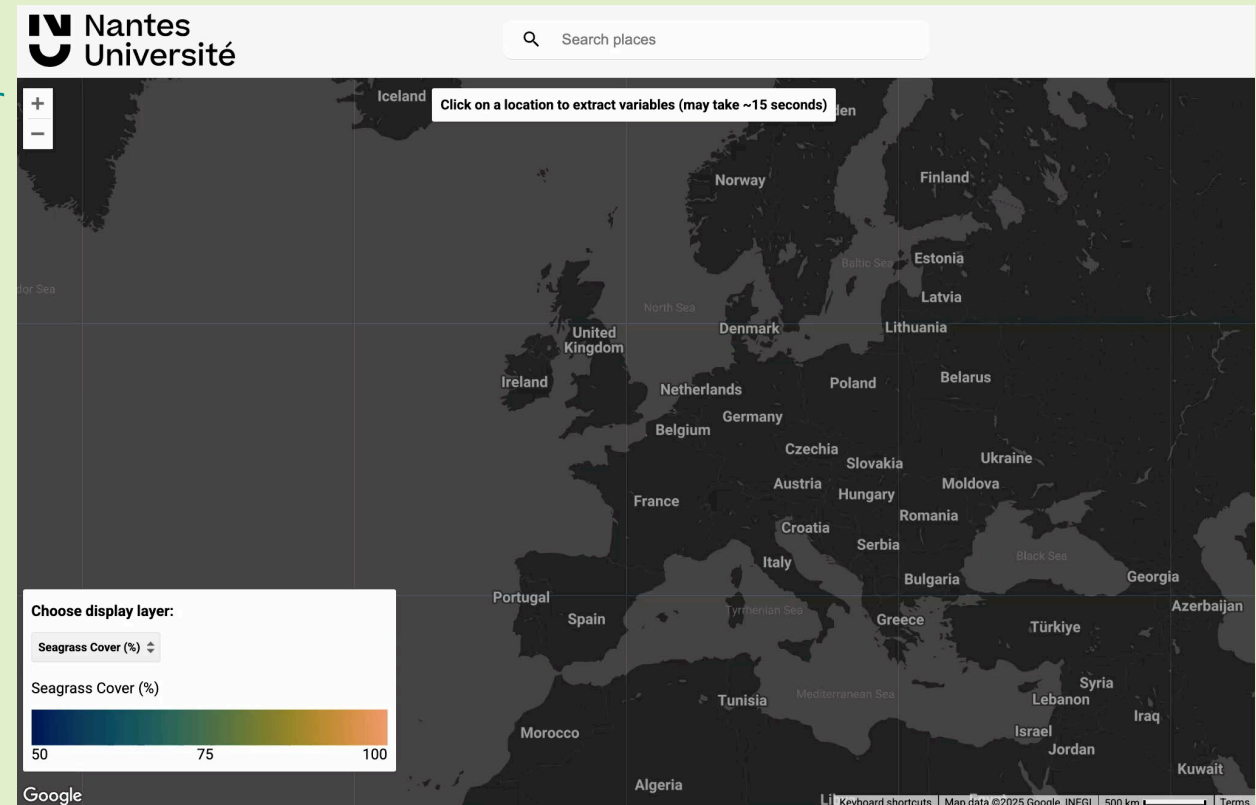 Nantes
Université
Search places
+
−
Click on a location to extract variables (may take ~15 seconds)
Iceland
den
Norway
Finland
Baltic Sea
Estonia
dor Sea
Latvia
North Sea
Denmark
Lithuania
United
Kingdom
Ireland
Netherlands
Poland
Belarus
Germany
Belgium
Czechia
Slovakia
Ukraine
Austria
Hungary
Moldova
France
Romania
Croatia
Serbia
Italy
Black Sea
Bulgaria
Georgia
Portugal
Spain
Tyrrhenian Sea
Greece
Türkiye
Azerbaijan
Syria
Tunisia
Mediterranean Sea
Lebanon
Iraq
Morocco
Israel
Jordan
Kuwait
Algeria
Choose display layer:
Seagrass Cover (%)
Seagrass Cover (%)
50 75 100
Google
Li
Keyboard shortcuts Map data ©2025 Google, INEGI 500 km Terms